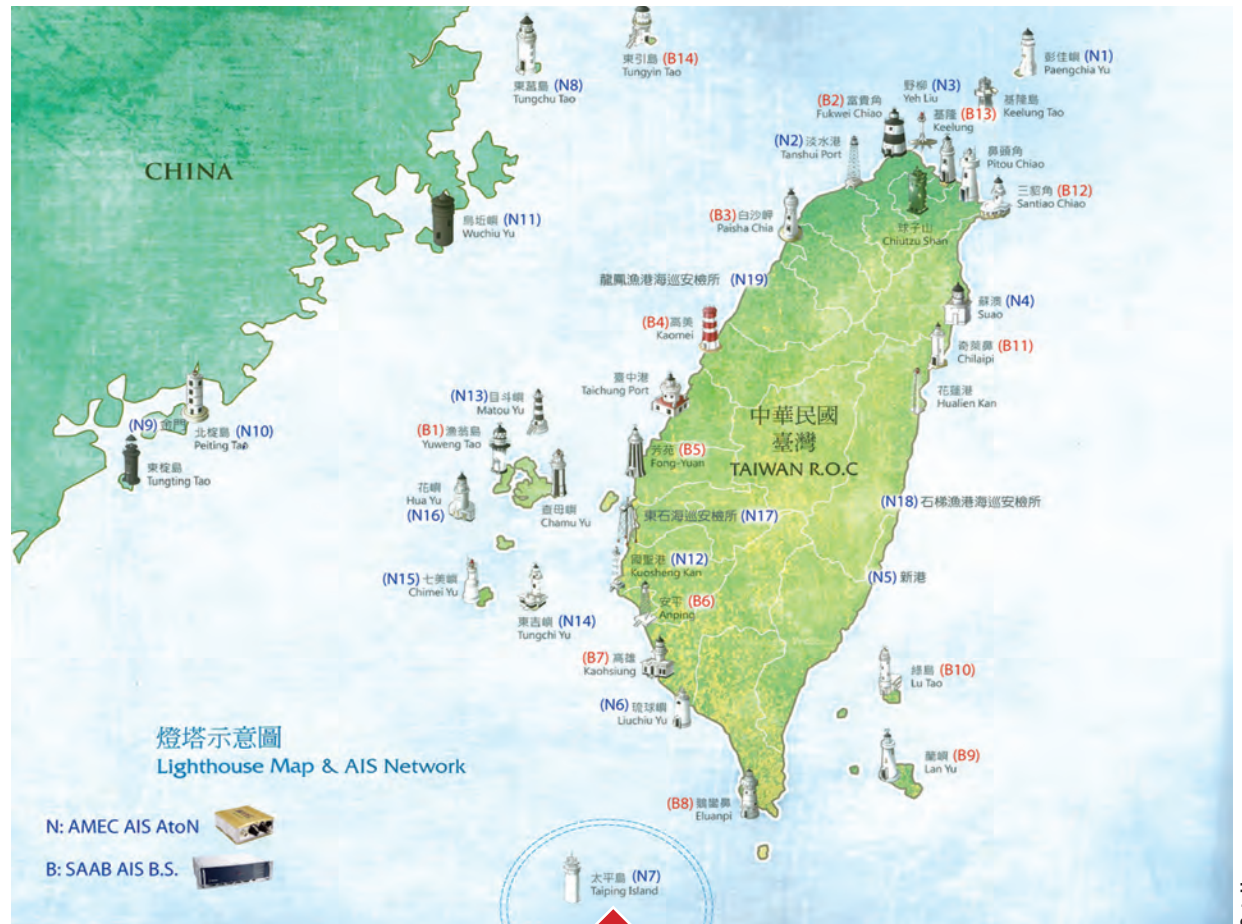 東莒島 (N8)
Tungchu Tao
東引島 (B14)
Tungyin Tao
彭佳嶼 (N1)
Paengchia Yu
野柳 (N3)
Yeh Liu
基隆島
Keelung Tao
(B2) 富貴角
Fukwei Chiao
基隆 (B13)
Keelung
(N2) 淡水港
Tanshui Port
鼻頭角
Pitou Chiao
CHINA
三貂角 (B12)
Santiao Chiao
烏坵嶼 (N11)
Wuchiu Yu
(B3) 白沙岬
Paisha Chia
球子山
Chiutzu Shan
龍鳳漁港海巡安檢所 (N19)
蘇澳 (N4)
Suao
(B4) 高美
Kaomei
奇萊鼻 (B11)
Chilaipi
臺中港
Taichung Port
花蓮港
Hualien Kan
(N13) 目斗嶼
Matou Yu
中華民國
臺灣
TAIWAN R.O.C
(N9) 金門
北椗島 (N10)
Peiting Tao
(B1) 漁翁島
Yuweng Tao
芳苑 (B5)
Fong-Yuan
東椗島
Tungting Tao
花嶼
Hua Yu
(N16)
查母嶼
Chamu Yu
(N18) 石梯漁港海巡安檢所
東石海巡安檢所 (N17)
國聖港 (N12)
Kuosheng Kan
(N15) 七美嶼
Chimei Yu
(N5) 新港
東吉嶼 (N14)
Tungchi Yu
安平 (B6)
Anping
(B7) 高雄
Kaohsiung
綠島 (B10)
Lu Tao
(N6) 琉球嶼
Liuchiu Yu
燈塔示意圖
Lighthouse Map & AIS Network
蘭嶼 (B9)
Lan Yu
(B8) 鵝鑾鼻
Eluanpi
N: AMEC AIS AtoN
B: SAAB AIS B.S.
太平島 (N7)
Taiping Island